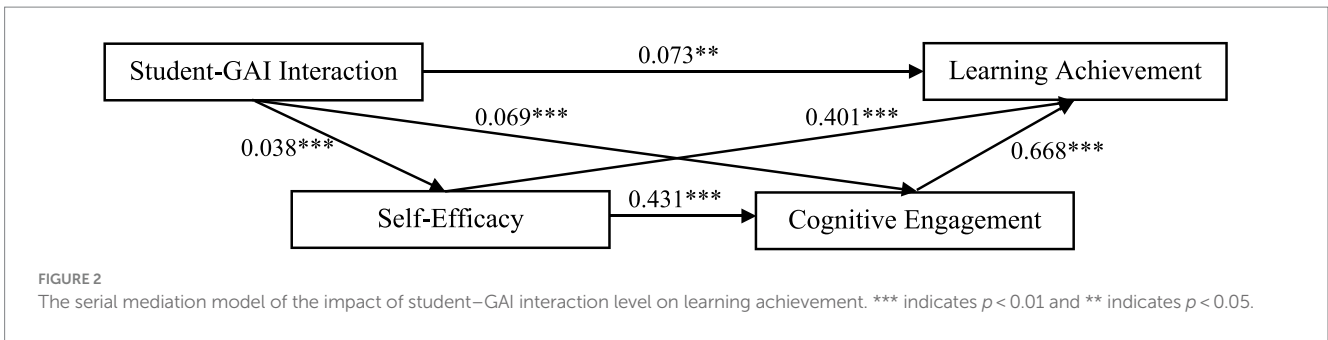 0.073**
Student-GAI Interaction
Learning Achievement
0.069***
0.401***
0.038***
0.668***
0.431***
Self-Efficacy
Cognitive Engagement
FIGURE 2
The serial mediation model of the impact of student–GAI interaction level on learning achievement. *** indicates p < 0.01 and ** indicates p < 0.05.